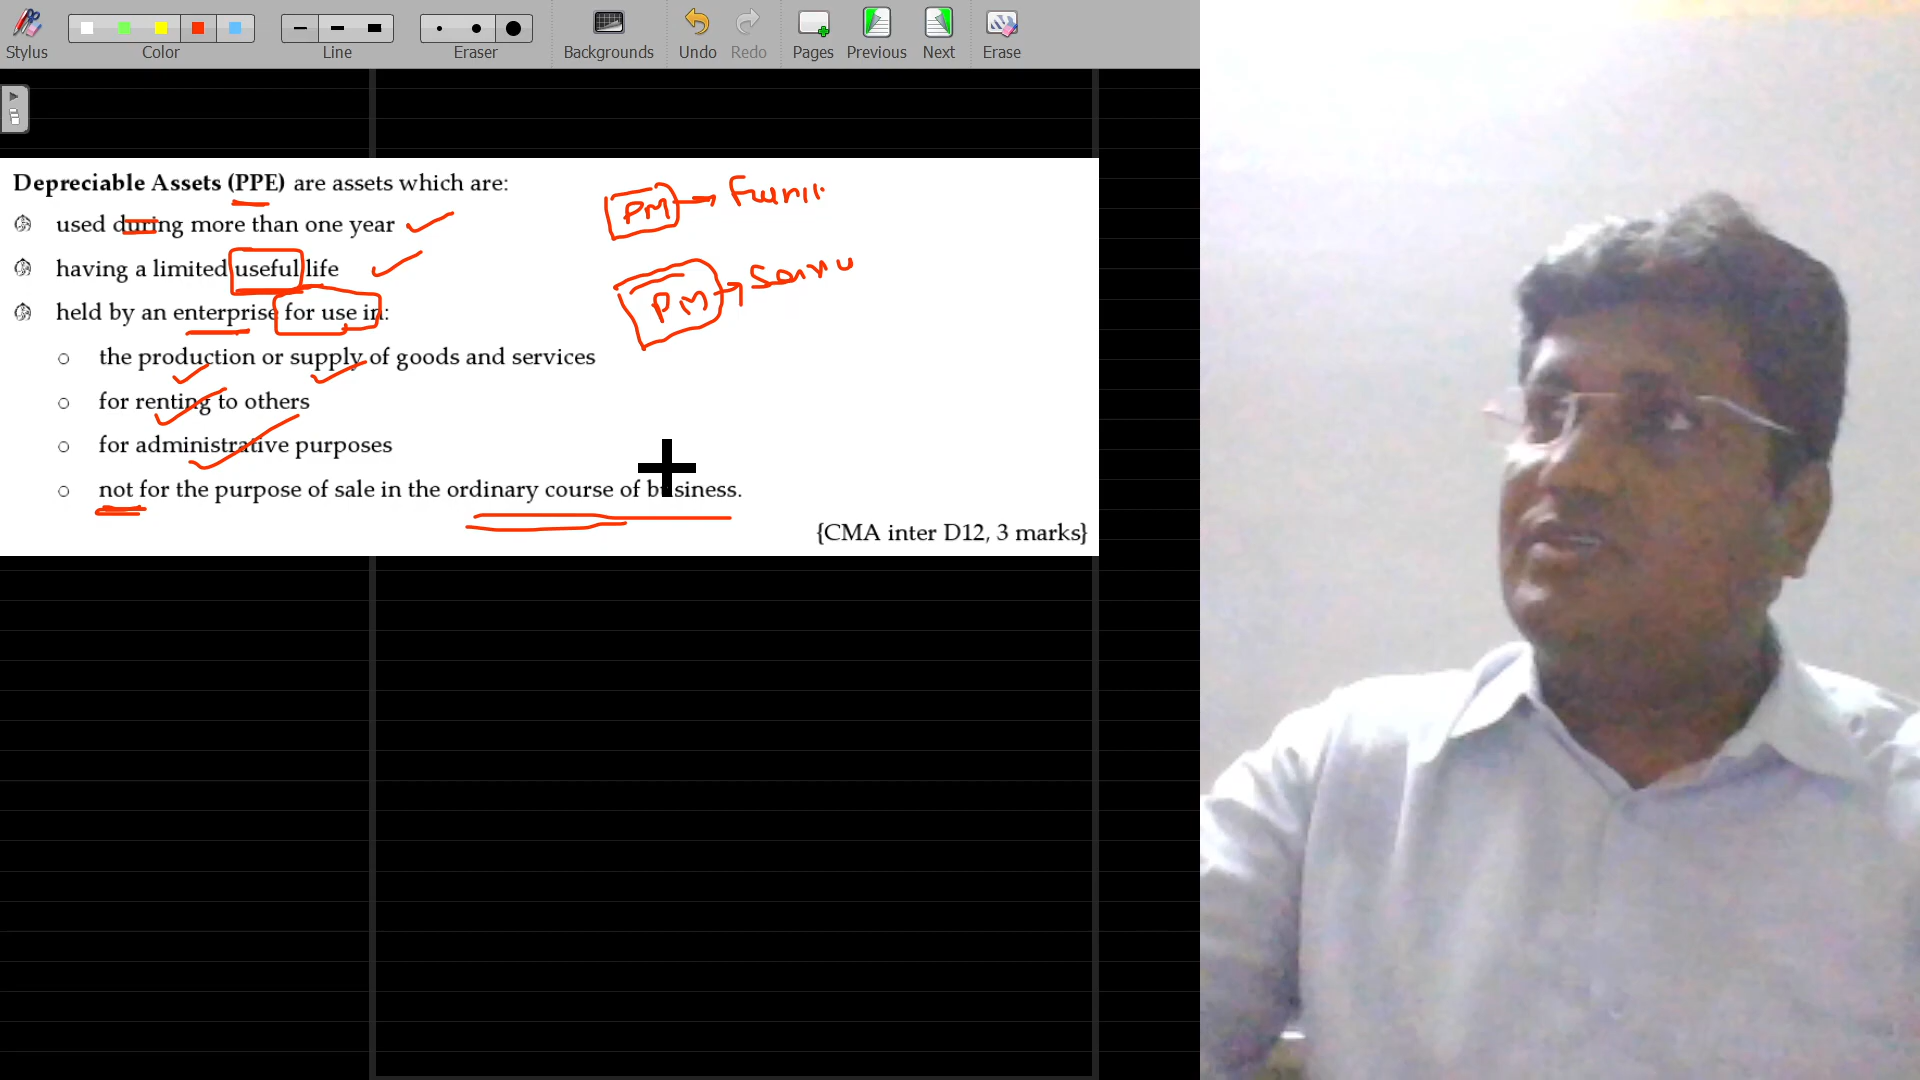 Stylus
Color
Line
Eraser
Backgrounds
Undo
Redo
Pages
Previous
Next
Erase
Depreciable Assets (PPE) are assets which are:
used during more than one year
having a limited useful life
held by an enterprise for use in:
the production or supply of goods and services
for renting to others
for administrative purposes
not for the purpose of sale in the ordinary course of business.
{CMA inter D12, 3 marks}
PM
PM